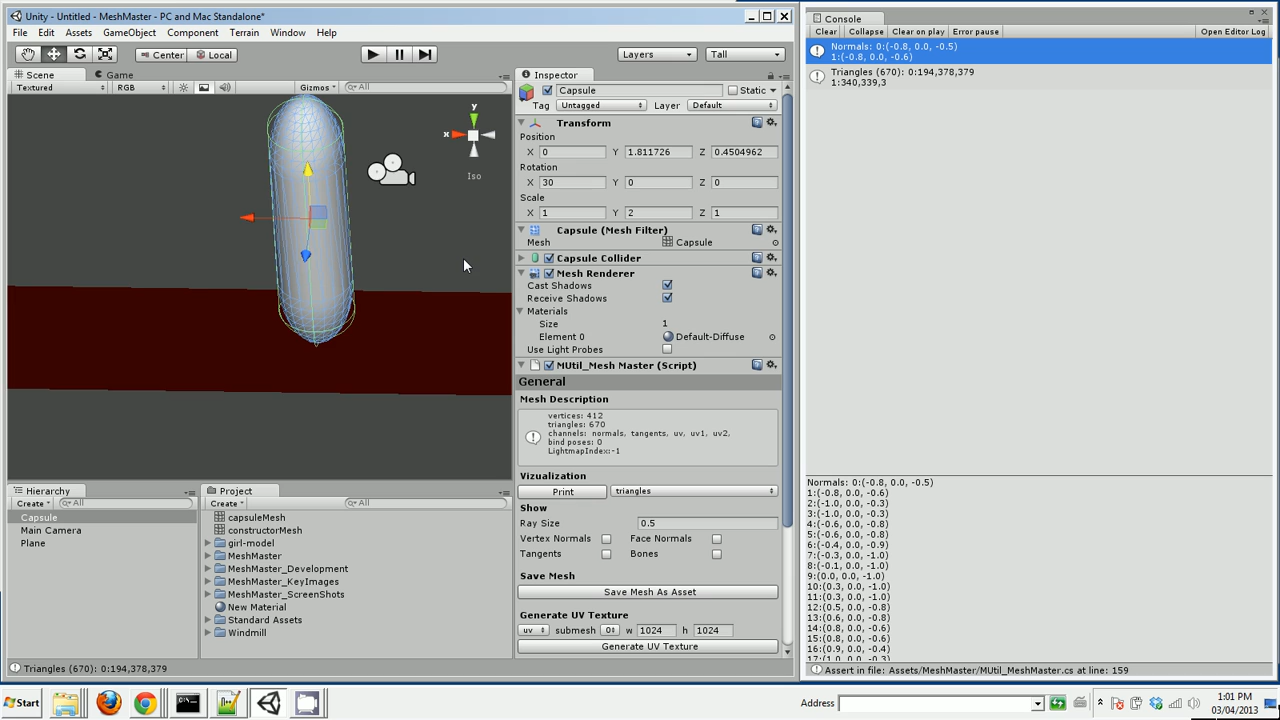 Unity - Untitled - MeshMaster - PC and Mac Standalone*
File Edit Assets GameObject Component Terrain Window Help
Center Local Layers Tall
Scene Game
Textured RGB Gizmos All
y
x
Iso
Inspector
Capsule Static
Tag Untagged Layer Default
Transform
Position
X 0 Y 1.811726 Z 0.4504962
Rotation
X 30 Y 0 Z 0
Scale
X 1 Y 2 Z 1
Capsule (Mesh Filter)
Mesh Capsule
Capsule Collider
Mesh Renderer
Cast Shadows
Receive Shadows
Materials
Size 1
Element 0 Default-Diffuse
Use Light Probes
MUtil_Mesh Master (Script)
General
Mesh Description
vertices: 412
triangles: 670
channels: normals, tangents, uv, uv1, uv2,
bind poses: 0
LightmapIndex:-1
Vizualization
Print triangles
Show
Ray Size 0.5
Vertex Normals Face Normals
Tangents Bones
Save Mesh
Save Mesh As Asset
Generate UV Texture
uv submesh 0 w 1024 h 1024
Generate UV Texture
Hierarchy
Create All
Capsule
Main Camera
Plane
Project
Create All
capsuleMesh
constructorMesh
girl-model
MeshMaster
MeshMaster_Development
MeshMaster_KeyImages
MeshMaster_ScreenShots
New Material
Standard Assets
Windmill
Triangles (670): 0:194,378,379
Console
Clear Collapse Clear on play Error pause Open Editor Log
Normals: 0:(-0.8, 0.0, -0.5)
1:(-0.8, 0.0, -0.6)
Triangles (670): 0:194,378,379
1:340,339,3
Normals: 0:(-0.8, 0.0, -0.5)
1:(-0.8, 0.0, -0.6)
2:(-1.0, 0.0, -0.3)
3:(-1.0, 0.0, -0.3)
4:(-0.6, 0.0, -0.8)
5:(-0.6, 0.0, -0.8)
6:(-0.4, 0.0, -0.9)
7:(-0.3, 0.0, -1.0)
8:(-0.1, 0.0, -1.0)
9:(0.0, 0.0, -1.0)
10:(0.3, 0.0, -1.0)
11:(0.3, 0.0, -1.0)
12:(0.5, 0.0, -0.8)
13:(0.6, 0.0, -0.8)
14:(0.8, 0.0, -0.6)
15:(0.8, 0.0, -0.6)
16:(0.9, 0.0, -0.4)
17:(1.0, 0.0, -0.3)
Assert in file: Assets/MeshMaster/MUtil_MeshMaster.cs at line: 159
Start Address 1:01 PM
03/04/2013